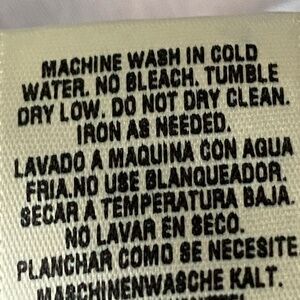 MACHINE WASH IN COLD
WATER. NO BLEACH. TUMBLE
DRY LOW. DO NOT DRY CLEAN.
IRON AS NEEDED.
LAVADO A MAQUINA CON AGUA
FRIA.NO USE BLANQUEADOR.
SECAR A TEMPERATURA BAJA.
NO LAVAR EN SECO.
PLANCHAR COMO SE NECESITE
MASCHINENWASCHE KALT.